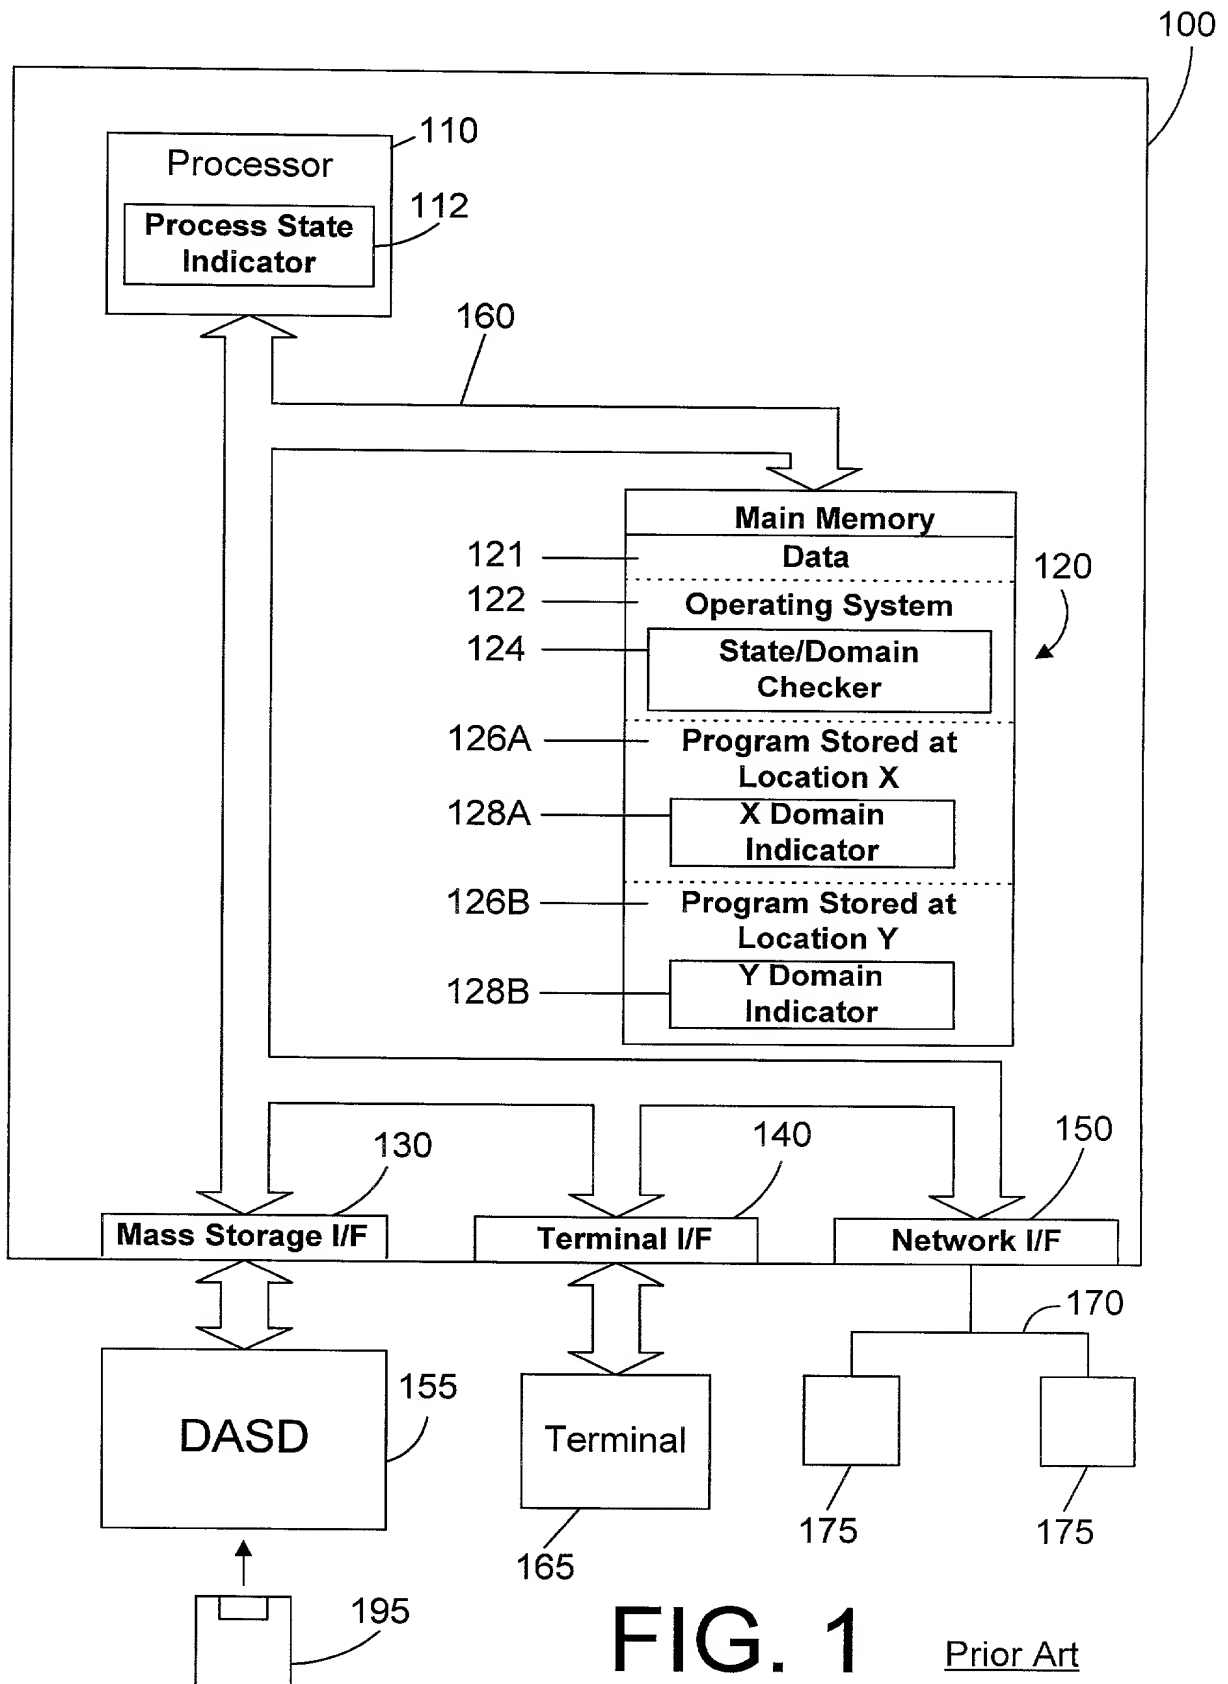 100
110
Processor
112
Process State
Indicator
160
Main Memory
121
Data
120
122
Operating System
124
State/Domain
Checker
126A
Program Stored at
Location X
128A
X Domain
Indicator
126B
Program Stored at
Location Y
128B
Y Domain
Indicator
130
140
150
Mass Storage I/F
Terminal I/F
Network I/F
170
155
DASD
Terminal
175
175
165
195
FIG. 1
Prior Art